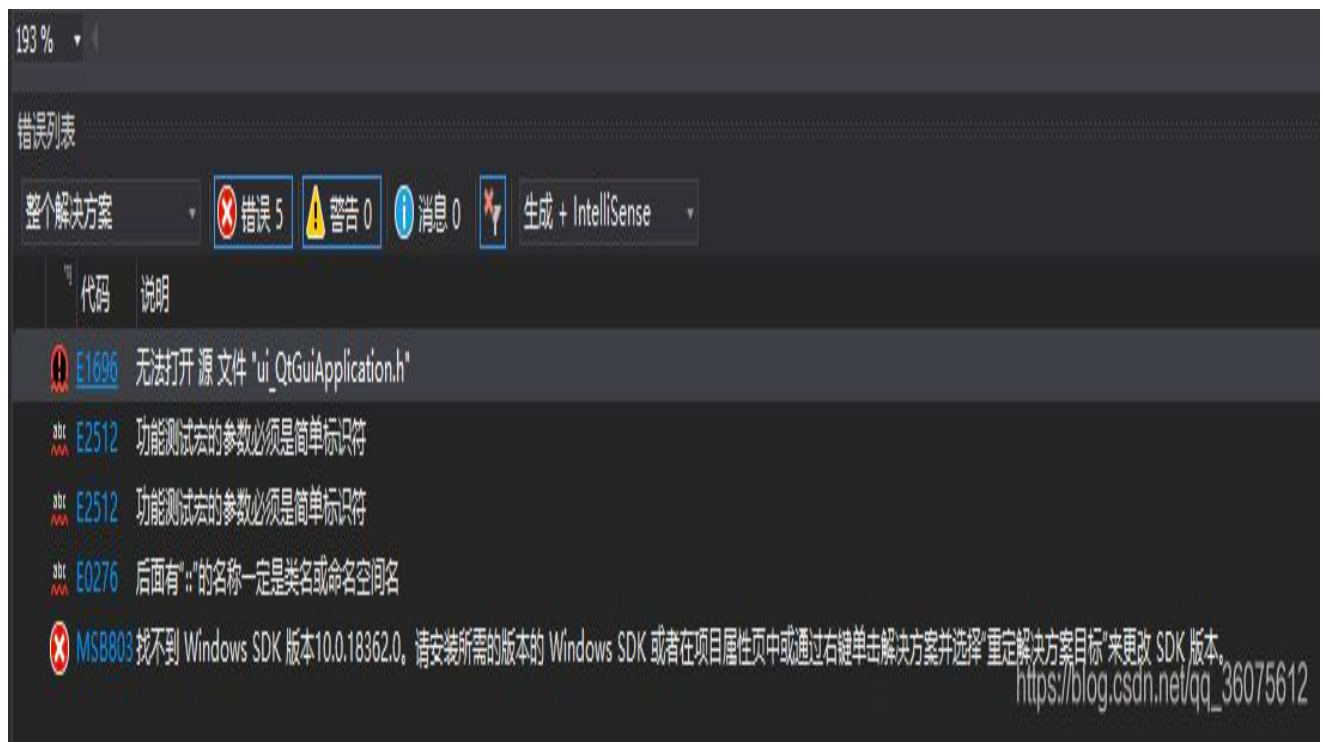 193 %
错误列表
整个解决方案 错误 5 警告 0 消息 0 生成 + IntelliSense
代码 说明
E1696 无法打开 源 文件 "ui_QtGuiApplication.h"
abc E2512 功能测试宏的参数必须是简单标识符
abc E2512 功能测试宏的参数必须是简单标识符
abc E0276 后面有“::”的名称一定是类名或命名空间名
MSB803 找不到 Windows SDK 版本10.0.18362.0。请安装所需的版本的 Windows SDK 或者在项目属性页中或通过右键单击解决方案并选择“重定解决方案目标”来更改 SDK 版本。
https://blog.csdn.net/qq_36075612